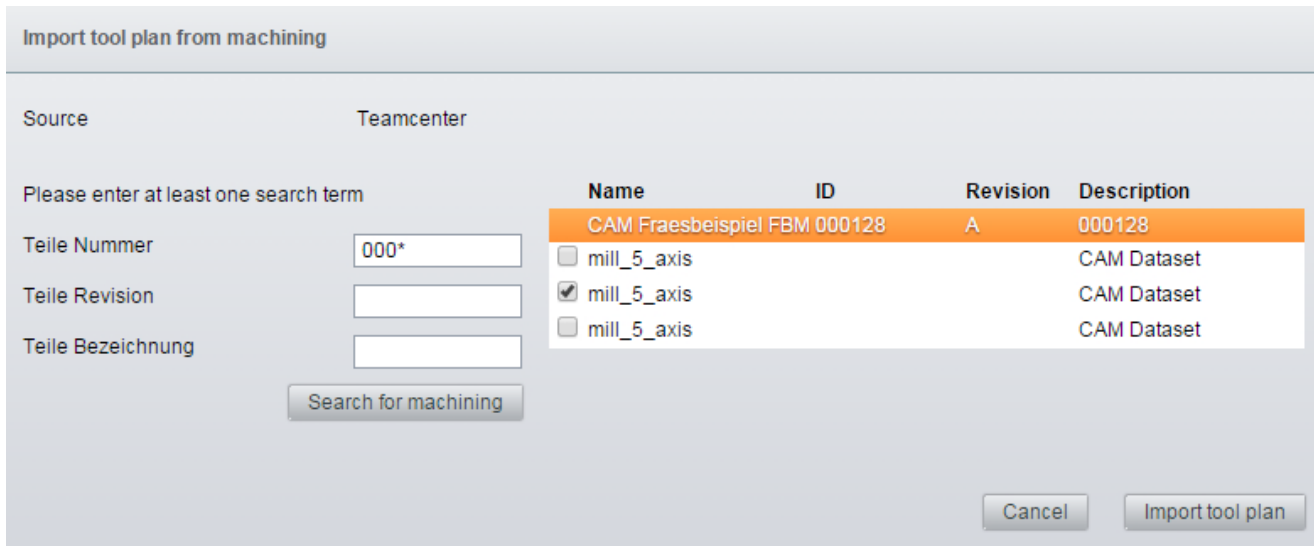 Import tool plan from machining
Source Teamcenter
Please enter at least one search term
Teile Nummer 000*
Teile Revision
Teile Bezeichnung
Search for machining
Name ID Revision Description
CAM Fraesbeispiel FBM 000128 A 000128
mill_5_axis CAM Dataset
mill_5_axis CAM Dataset
mill_5_axis CAM Dataset
Cancel Import tool plan